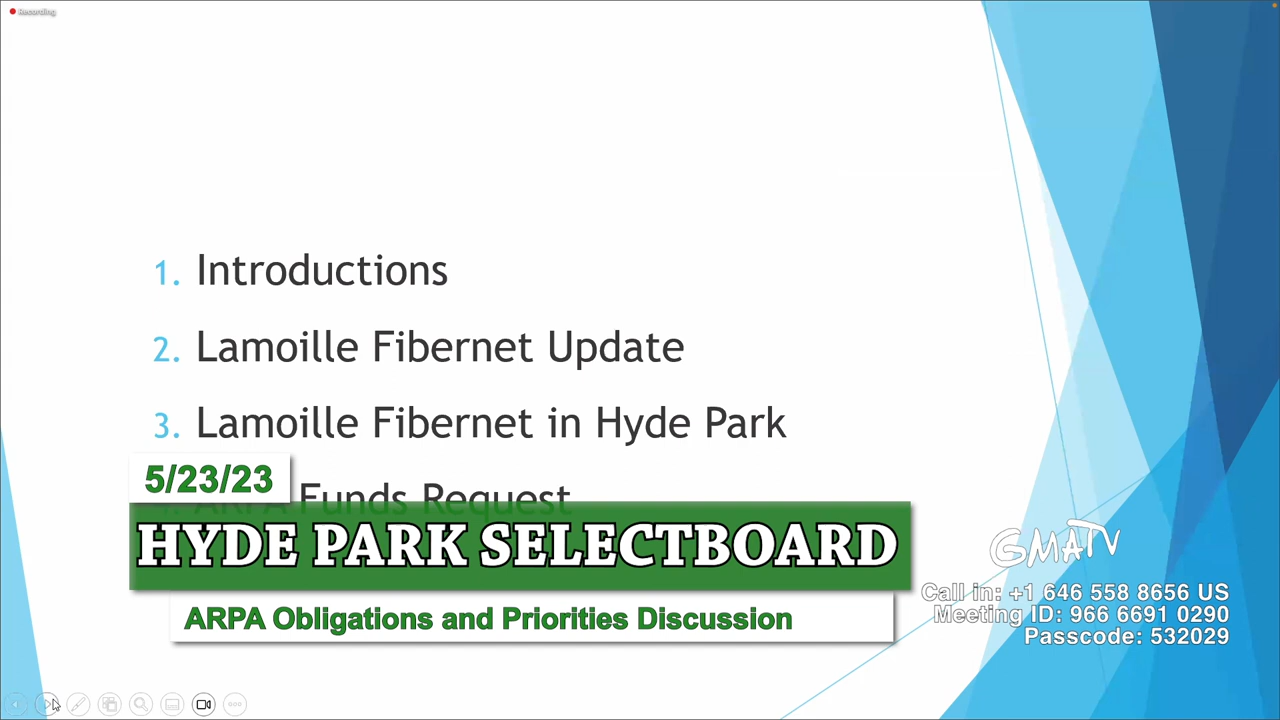 Recording
1. Introductions
2. Lamoille Fibernet Update
3. Lamoille Fibernet in Hyde Park
5/23/23
ARPA Funds Request
HYDE PARK SELECTBOARD
ARPA Obligations and Priorities Discussion
GMATV
Call in: +1 646 558 8656 US
Meeting ID: 966 6691 0290
Passcode: 532029